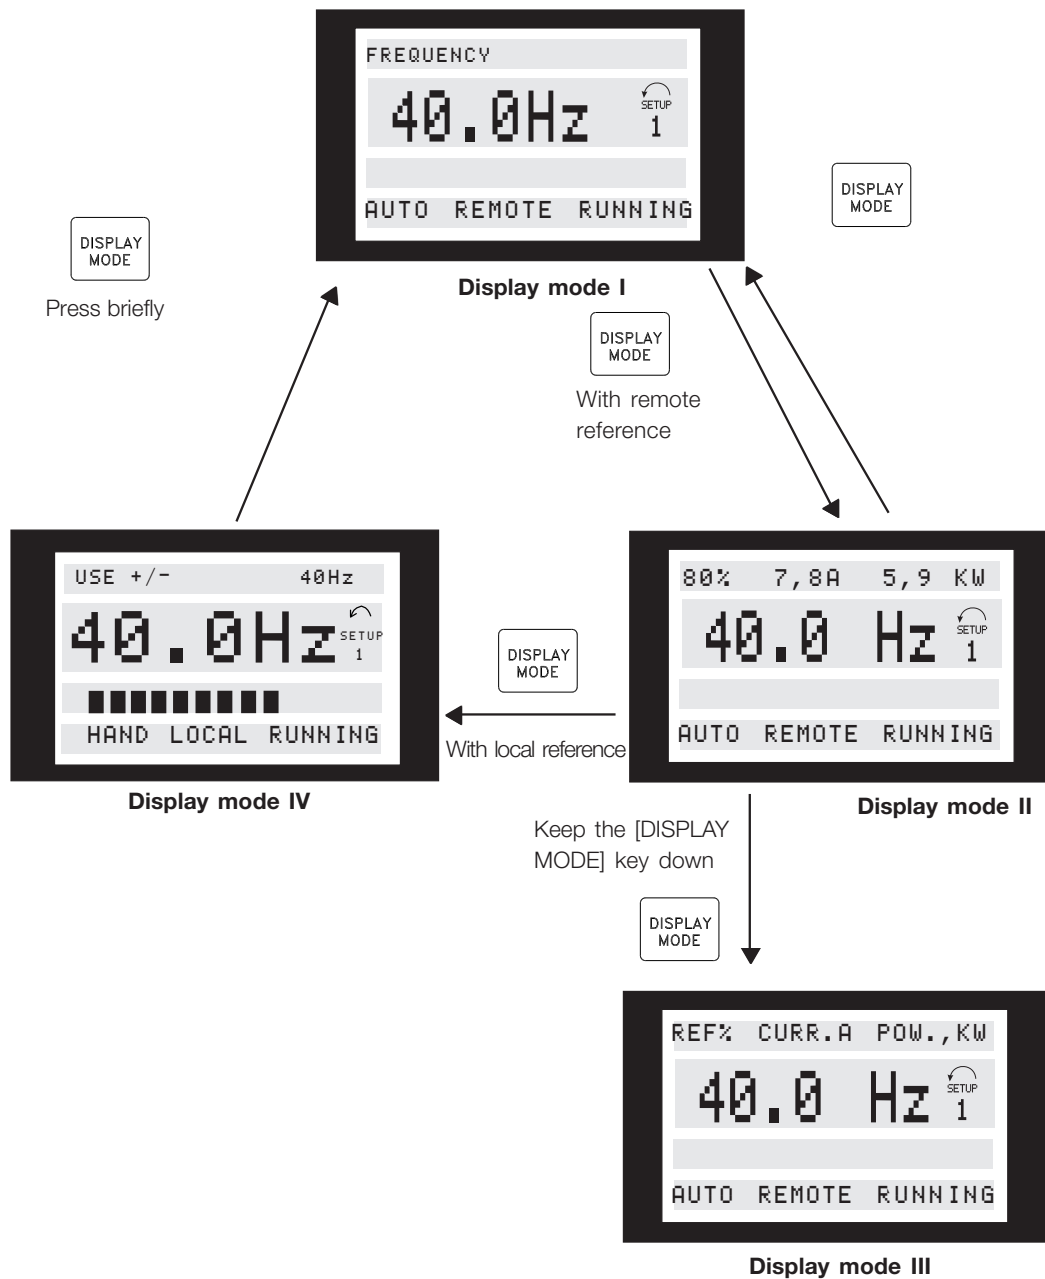 FREQUENCY
40.0Hz
SETUP
1
AUTO REMOTE RUNNING
Display mode I
DISPLAY
MODE
Press briefly
DISPLAY
MODE
DISPLAY
MODE
With remote
reference
USE +/- 40Hz
40.0Hz
SETUP
1
HAND LOCAL RUNNING
Display mode IV
DISPLAY
MODE
With local reference
80% 7,8A 5,9 KW
40.0 Hz
SETUP
1
AUTO REMOTE RUNNING
Display mode II
Keep the [DISPLAY
MODE] key down
DISPLAY
MODE
REF% CURR.A POW.,KW
40.0 Hz
SETUP
1
AUTO REMOTE RUNNING
Display mode III